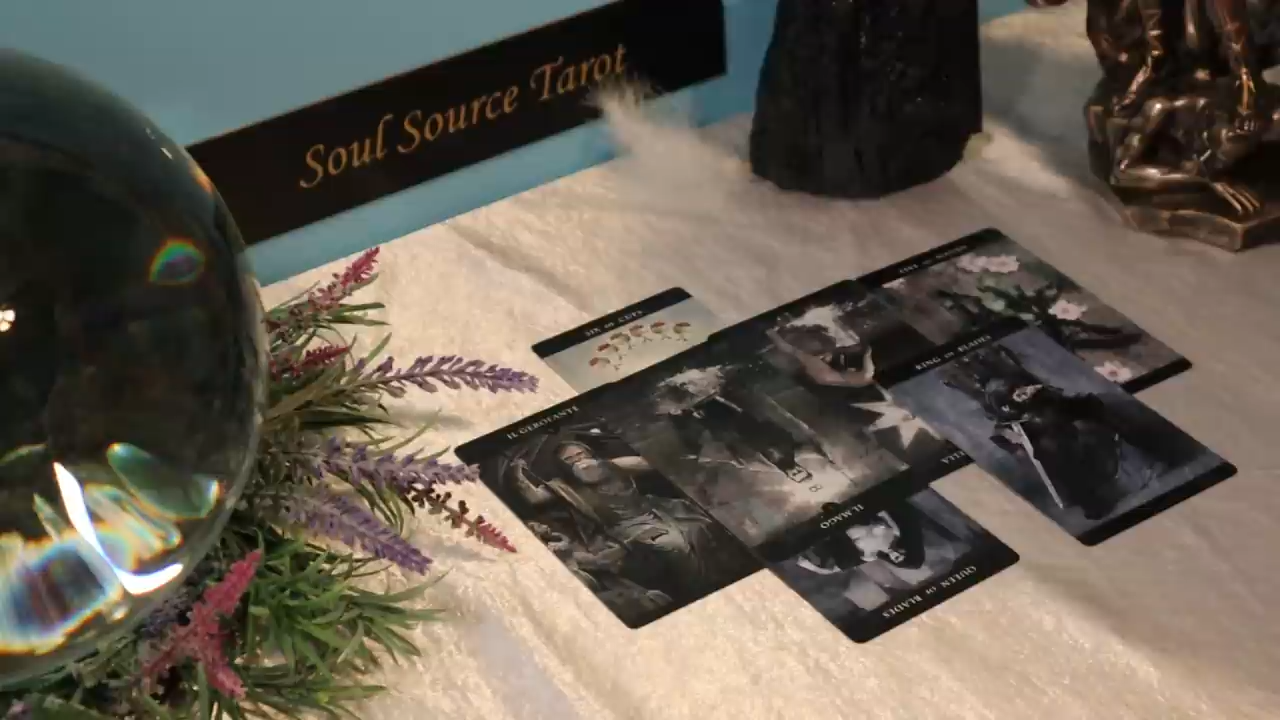 Soul Source Tarot
SIX OF CUPS
KING OF BLADES
IL GEROFANTE
IL MAGO
QUEEN OF BLADES